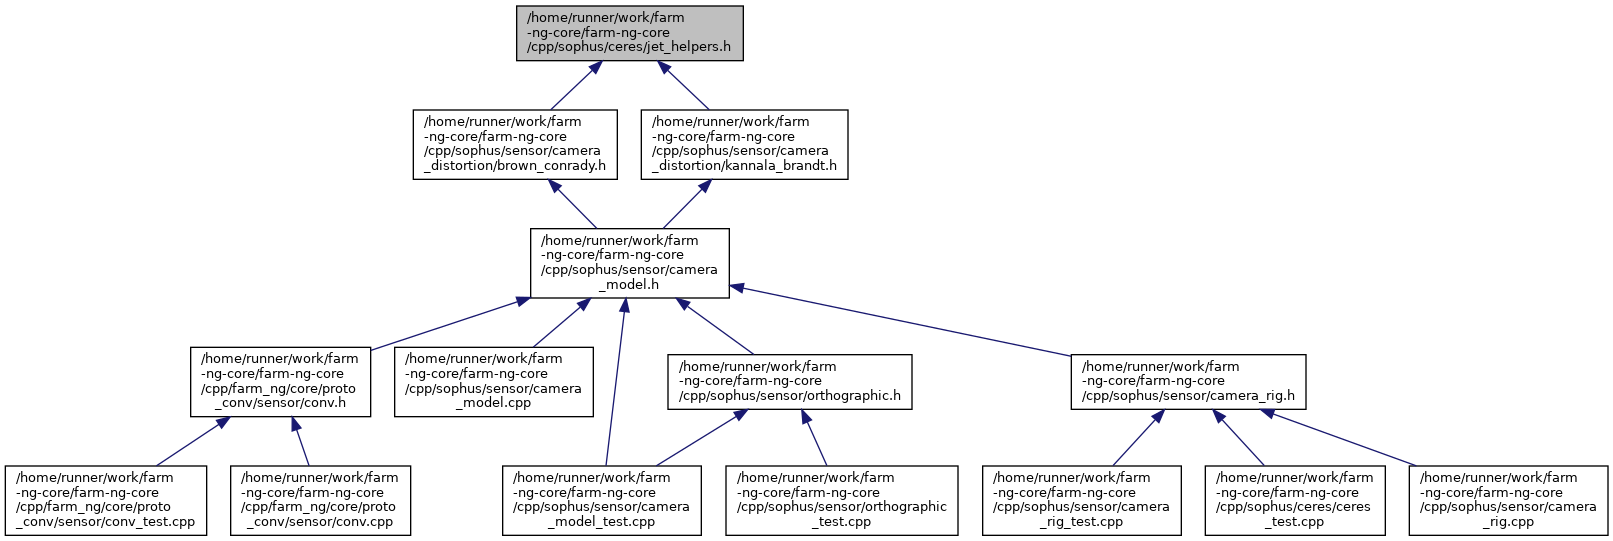 /home/runner/work/farm
-ng-core/farm-ng-core
/cpp/sophus/ceres/jet_helpers.h
/home/runner/work/farm
-ng-core/farm-ng-core
/cpp/sophus/sensor/camera
_distortion/brown_conrady.h
/home/runner/work/farm
-ng-core/farm-ng-core
/cpp/sophus/sensor/camera
_distortion/kannala_brandt.h
/home/runner/work/farm
-ng-core/farm-ng-core
/cpp/sophus/sensor/camera
_model.h
/home/runner/work/farm
-ng-core/farm-ng-core
/cpp/farm_ng/core/proto
_conv/sensor/conv.h
/home/runner/work/farm
-ng-core/farm-ng-core
/cpp/sophus/sensor/camera
_model.cpp
/home/runner/work/farm
-ng-core/farm-ng-core
/cpp/sophus/sensor/orthographic.h
/home/runner/work/farm
-ng-core/farm-ng-core
/cpp/sophus/sensor/camera_rig.h
/home/runner/work/farm
-ng-core/farm-ng-core
/cpp/farm_ng/core/proto
_conv/sensor/conv_test.cpp
/home/runner/work/farm
-ng-core/farm-ng-core
/cpp/farm_ng/core/proto
_conv/sensor/conv.cpp
/home/runner/work/farm
-ng-core/farm-ng-core
/cpp/sophus/sensor/camera
_model_test.cpp
/home/runner/work/farm
-ng-core/farm-ng-core
/cpp/sophus/sensor/orthographic
_test.cpp
/home/runner/work/farm
-ng-core/farm-ng-core
/cpp/sophus/sensor/camera
_rig_test.cpp
/home/runner/work/farm
-ng-core/farm-ng-core
/cpp/sophus/ceres/ceres
_test.cpp
/home/runner/work/farm
-ng-core/farm-ng-core
/cpp/sophus/sensor/camera
_rig.cpp